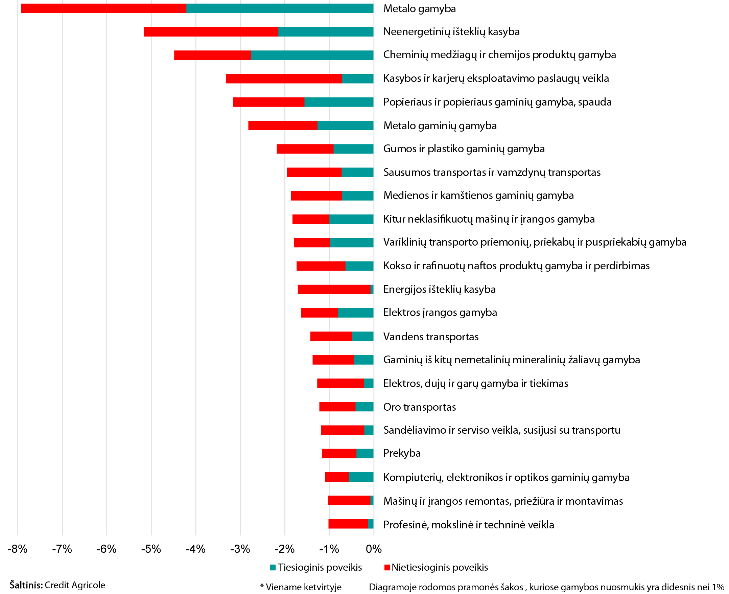 Metalo gamyba
Neenergetinių išteklių kasyba
Cheminių medžiagų ir chemijos produktų gamyba
Kasybos ir karjerų eksploatavimo paslaugų veikla
Popieriaus ir popieriaus gaminių gamyba, spauda
Metalo gaminių gamyba
Gumos ir plastiko gaminių gamyba
Sausumos transportas ir vamzdynų transportas
Medienos ir kamštienos gaminių gamyba
Kitur neklasifikuotų mašinų ir įrangos gamyba
Variklinių transporto priemonių, priekabų ir puspriekabių gamyba
Kokso ir rafinuotų naftos produktų gamyba ir perdirbimas
Energijos išteklių kasyba
Elektros įrangos gamyba
Vandens transportas
Gaminių iš kitų nemetalinių mineralinių žaliavų gamyba
Elektros, dujų ir garų gamyba ir tiekimas
Oro transportas
Sandėliavimo ir serviso veikla, susijusi su transportu
Prekyba
Kompiuterių, elektronikos ir optikos gaminių gamyba
Mašinų ir įrangos remontas, priežiūra ir montavimas
Profesinė, mokslinė ir techninė veikla
-8% -7% -6% -5% -4% -3% -2% -1% 0%
Tiesioginis poveikis Nietiesioginis poveikis
Šaltinis: Credit Agricole * Viename ketvirtyje Diagramoje rodomos pramonės šakos , kuriose gamybos nuosmukis yra didesnis nei 1%